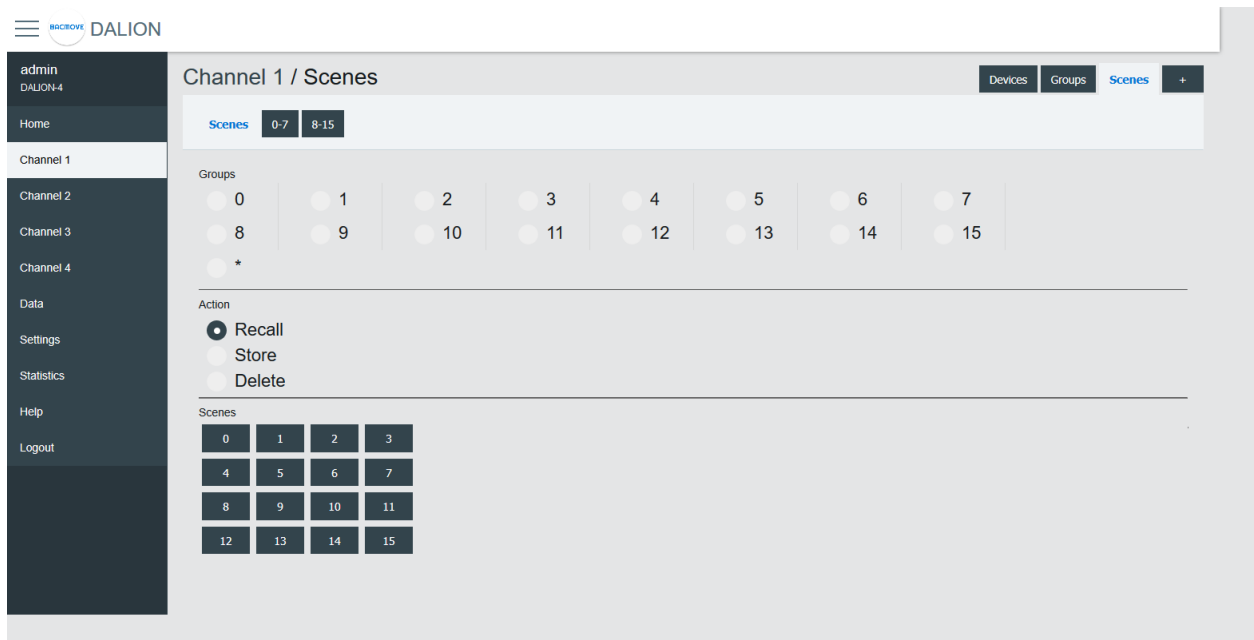 BACMOVE DALION
admin
DALION-4
Home
Channel 1
Channel 2
Channel 3
Channel 4
Data
Settings
Statistics
Help
Logout
Channel 1 / Scenes
Devices Groups Scenes +
Scenes 0-7 8-15
Groups
0 1 2 3 4 5 6 7
8 9 10 11 12 13 14 15
*
Action
Recall
Store
Delete
Scenes
0 1 2 3
4 5 6 7
8 9 10 11
12 13 14 15